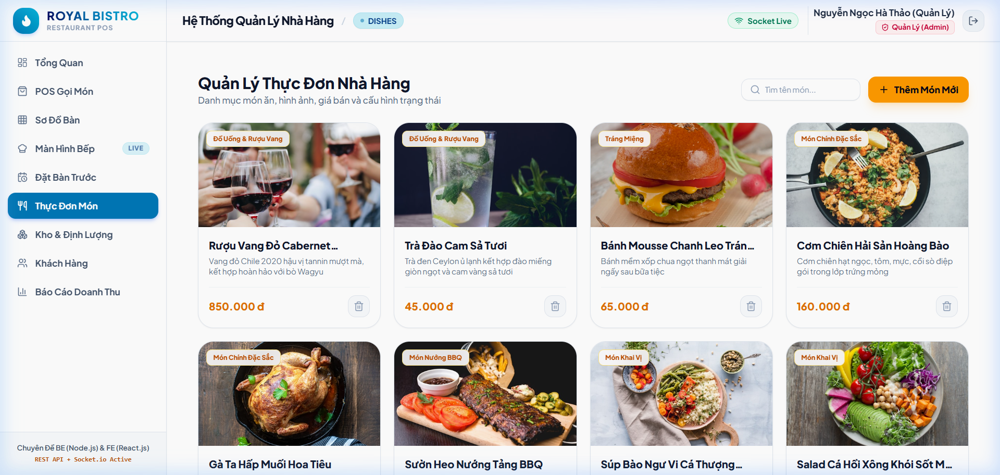 ROYAL BISTRO
RESTAURANT POS
Hệ Thống Quản Lý Nhà Hàng / DISHES
Socket Live
Nguyễn Ngọc Hà Thảo (Quản Lý)
Quản Lý (Admin)
Tổng Quan
POS Gọi Món
Sơ Đồ Bàn
Màn Hình Bếp LIVE
Đặt Bàn Trước
Thực Đơn Món
Kho & Định Lượng
Khách Hàng
Báo Cáo Doanh Thu
Chuyên Đề BE (Node.js) & FE (React.js)
REST API + Socket.io Active
Quản Lý Thực Đơn Nhà Hàng
Danh mục món ăn, hình ảnh, giá bán và cấu hình trạng thái
Tìm tên món...
Thêm Món Mới
Đồ Uống & Rượu Vang
Rượu Vang Đỏ Cabernet...
Vang đỏ Chile 2020 hậu vị tannin mượt mà,
kết hợp hoàn hảo với bò Wagyu
850.000 đ
Đồ Uống & Rượu Vang
Trà Đào Cam Sả Tươi
Trà đen Ceylon ủ lạnh kết hợp đào miếng
giòn ngọt và cam vàng sả tươi
45.000 đ
Tráng Miệng
Bánh Mousse Chanh Leo Trán...
Bánh mềm xốp chua ngọt thanh mát giải
ngấy sau bữa tiệc
65.000 đ
Món Chính Đặc Sắc
Cơm Chiên Hải Sản Hoàng Bào
Cơm chiên hạt ngọc, tôm, mực, cồi sò điệp
gói trong lớp trứng mỏng
160.000 đ
Món Chính Đặc Sắc
Gà Ta Hấp Muối Hoa Tiêu
Món Nướng BBQ
Sườn Heo Nướng Tảng BBQ
Món Khai Vị
Súp Bào Ngư Vi Cá Thượng...
Món Khai Vị
Salad Cá Hồi Xông Khói Sốt M...